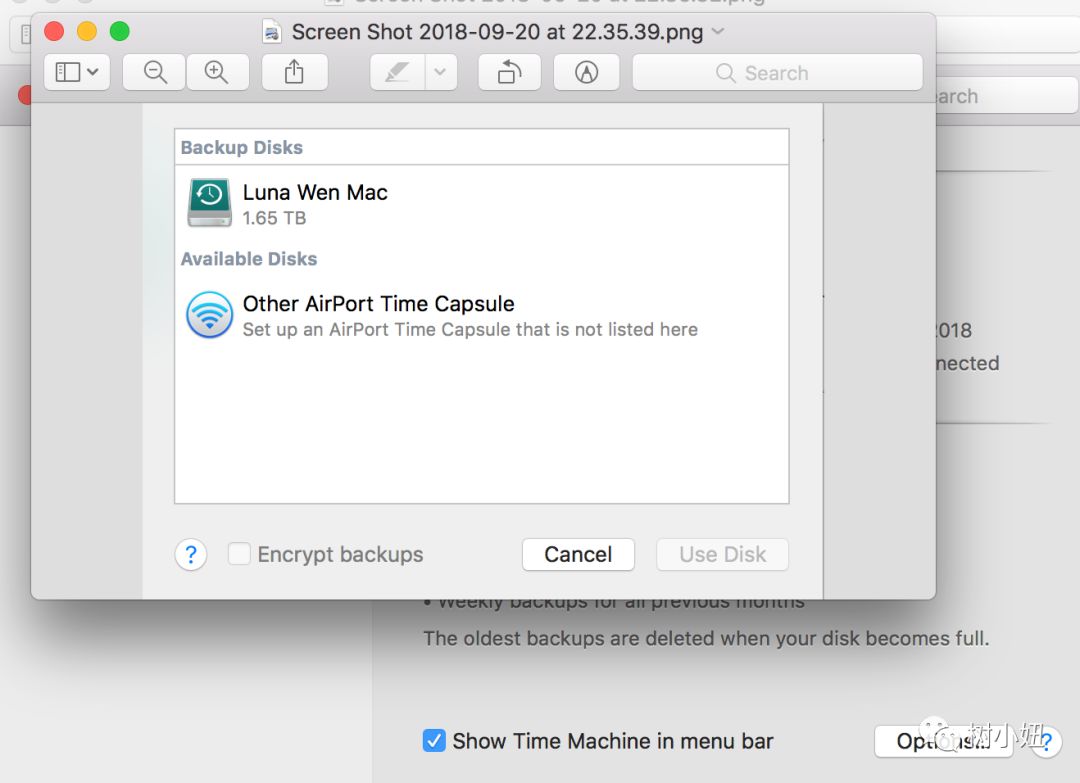 Screen Shot 2018-09-20 at 22.35.39.png
Search
earch
Backup Disks
Luna Wen Mac
1.65 TB
Available Disks
Other AirPort Time Capsule
Set up an AirPort Time Capsule that is not listed here
2018
nected
? Encrypt backups Cancel Use Disk
• Weekly backups for all previous months
The oldest backups are deleted when your disk becomes full.
Show Time Machine in menu bar Options... ?
树小妞